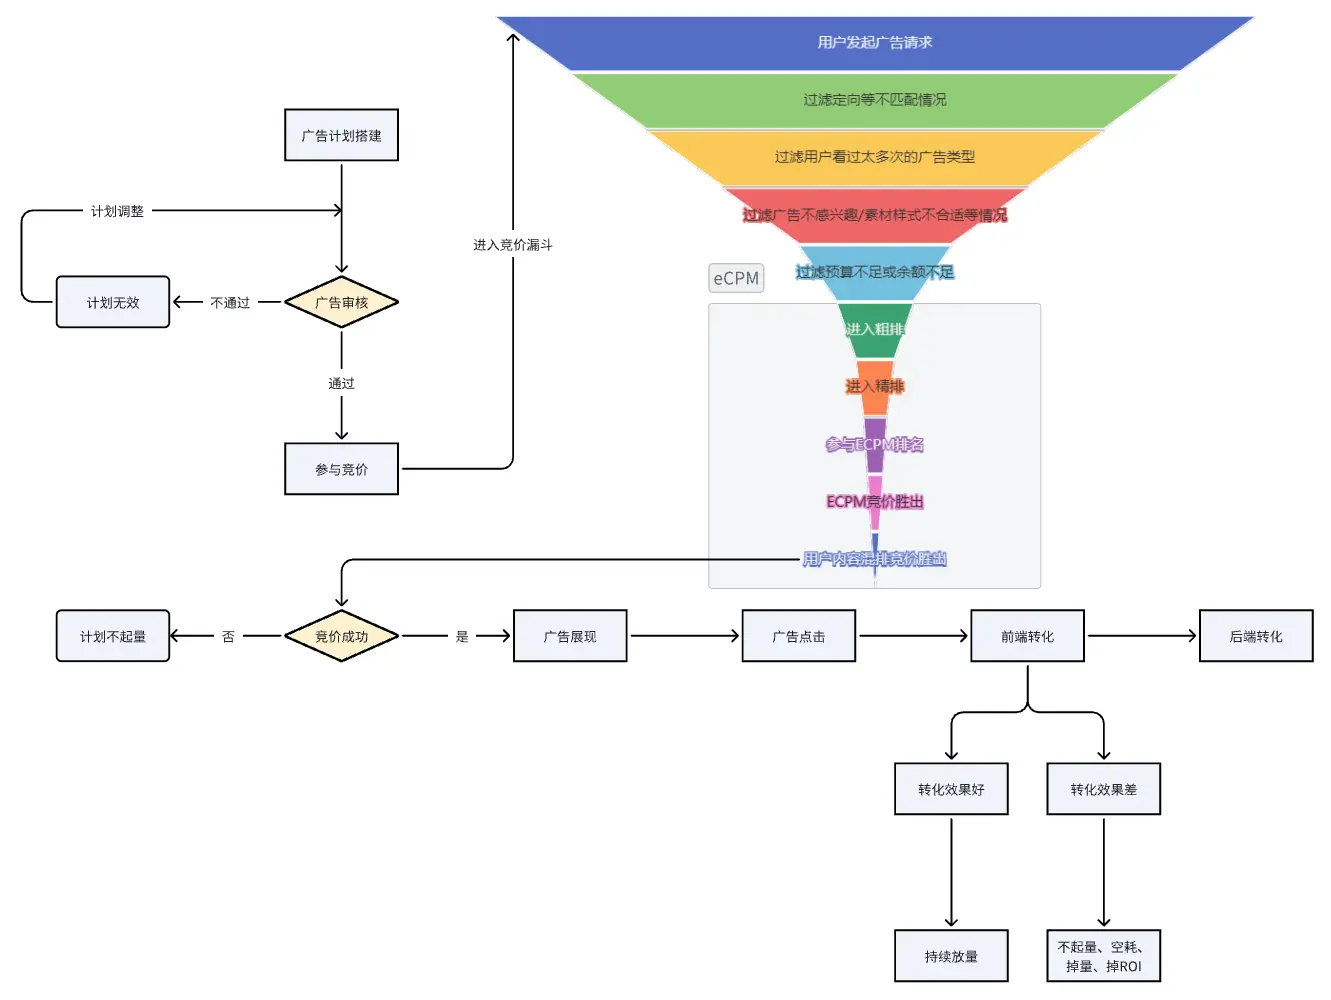 用户发起广告请求
过滤定向等不匹配情况
过滤用户看过太多次的广告类型
过滤广告不感兴趣/素材样式不合适等情况
过滤预算不足或余额不足
eCPM
进入粗排
进入精排
参与ECPM排名
ECPM竞价胜出
用户内容混排竞价胜出
广告计划搭建
计划调整
进入竞价漏斗
计划无效
不通过
广告审核
通过
参与竞价
计划不起量
否
竞价成功
是
广告展现
广告点击
前端转化
后端转化
转化效果好
转化效果差
持续放量
不起量、空耗、
掉量、掉ROI